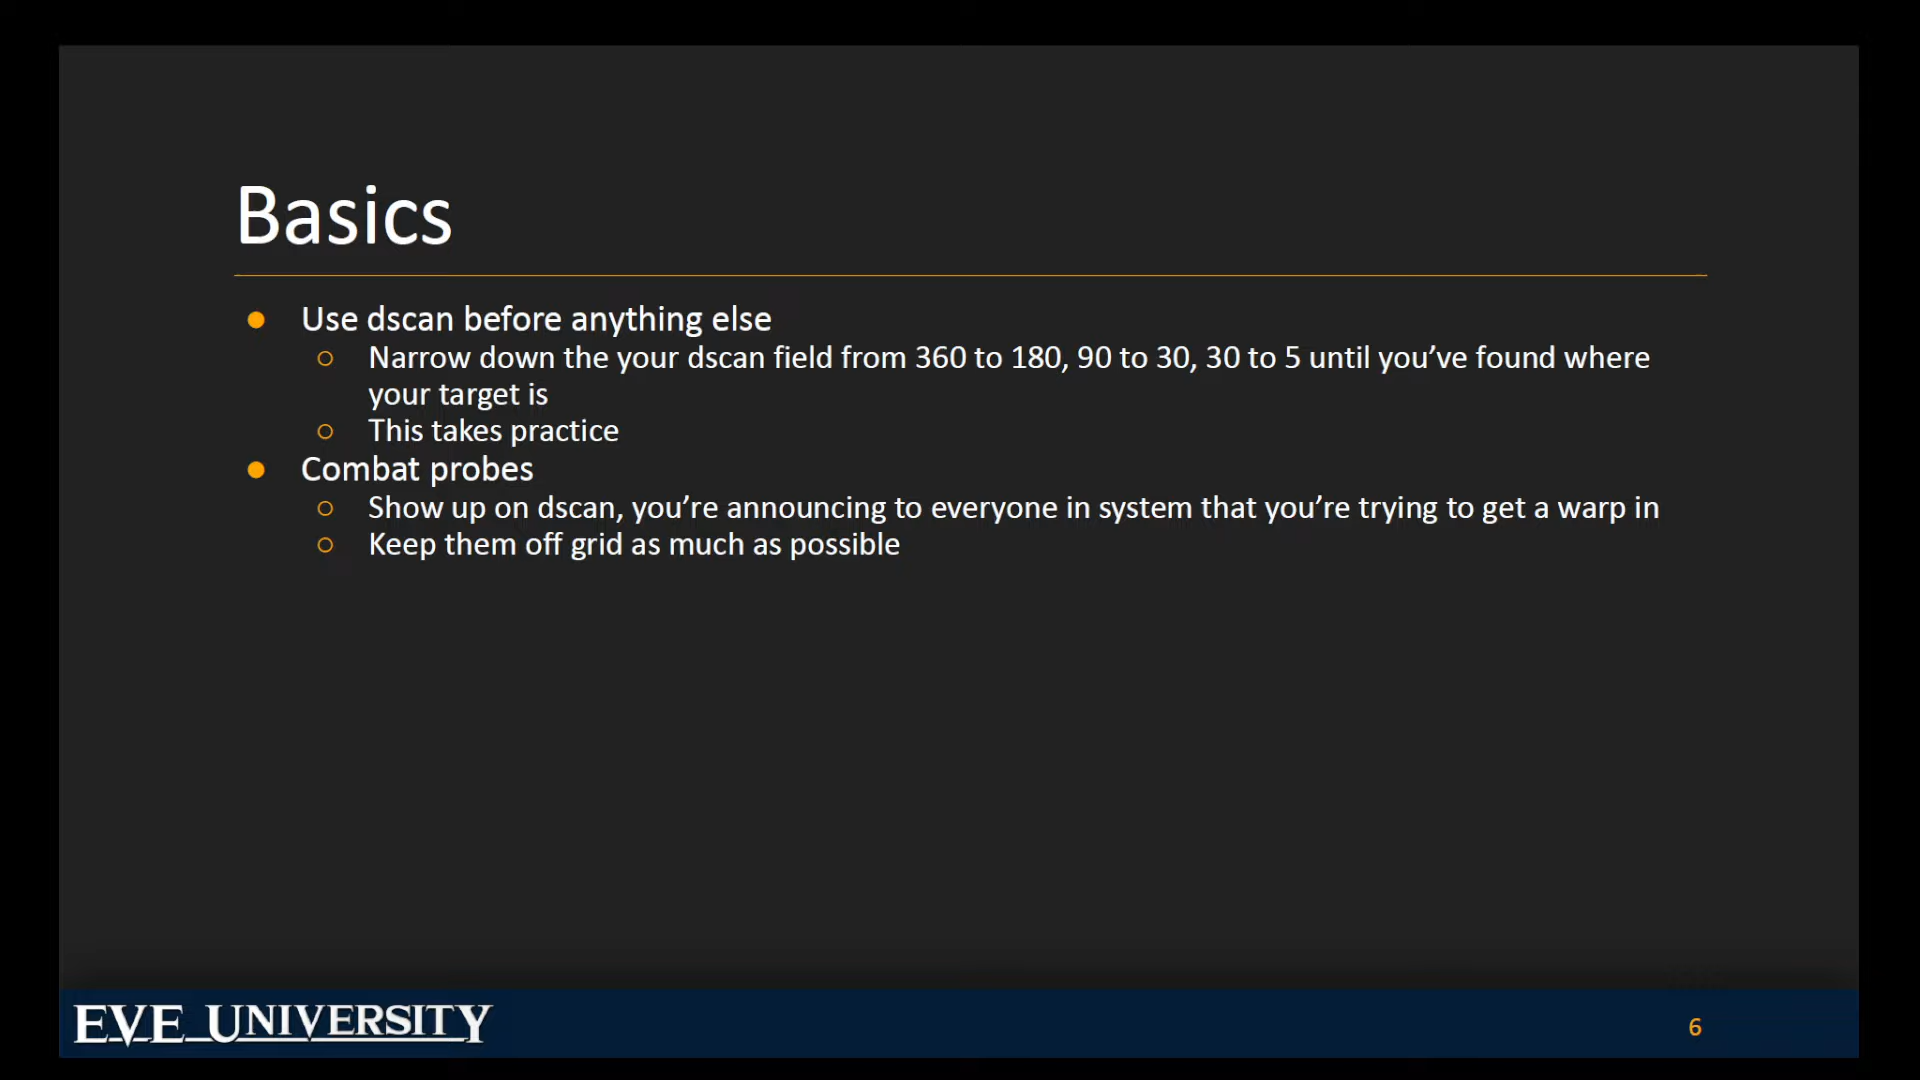 Basics
Use dscan before anything else
Narrow down the your dscan field from 360 to 180, 90 to 30, 30 to 5 until you’ve found where
your target is
This takes practice
Combat probes
Show up on dscan, you’re announcing to everyone in system that you’re trying to get a warp in
Keep them off grid as much as possible
EVE UNIVERSITY
6